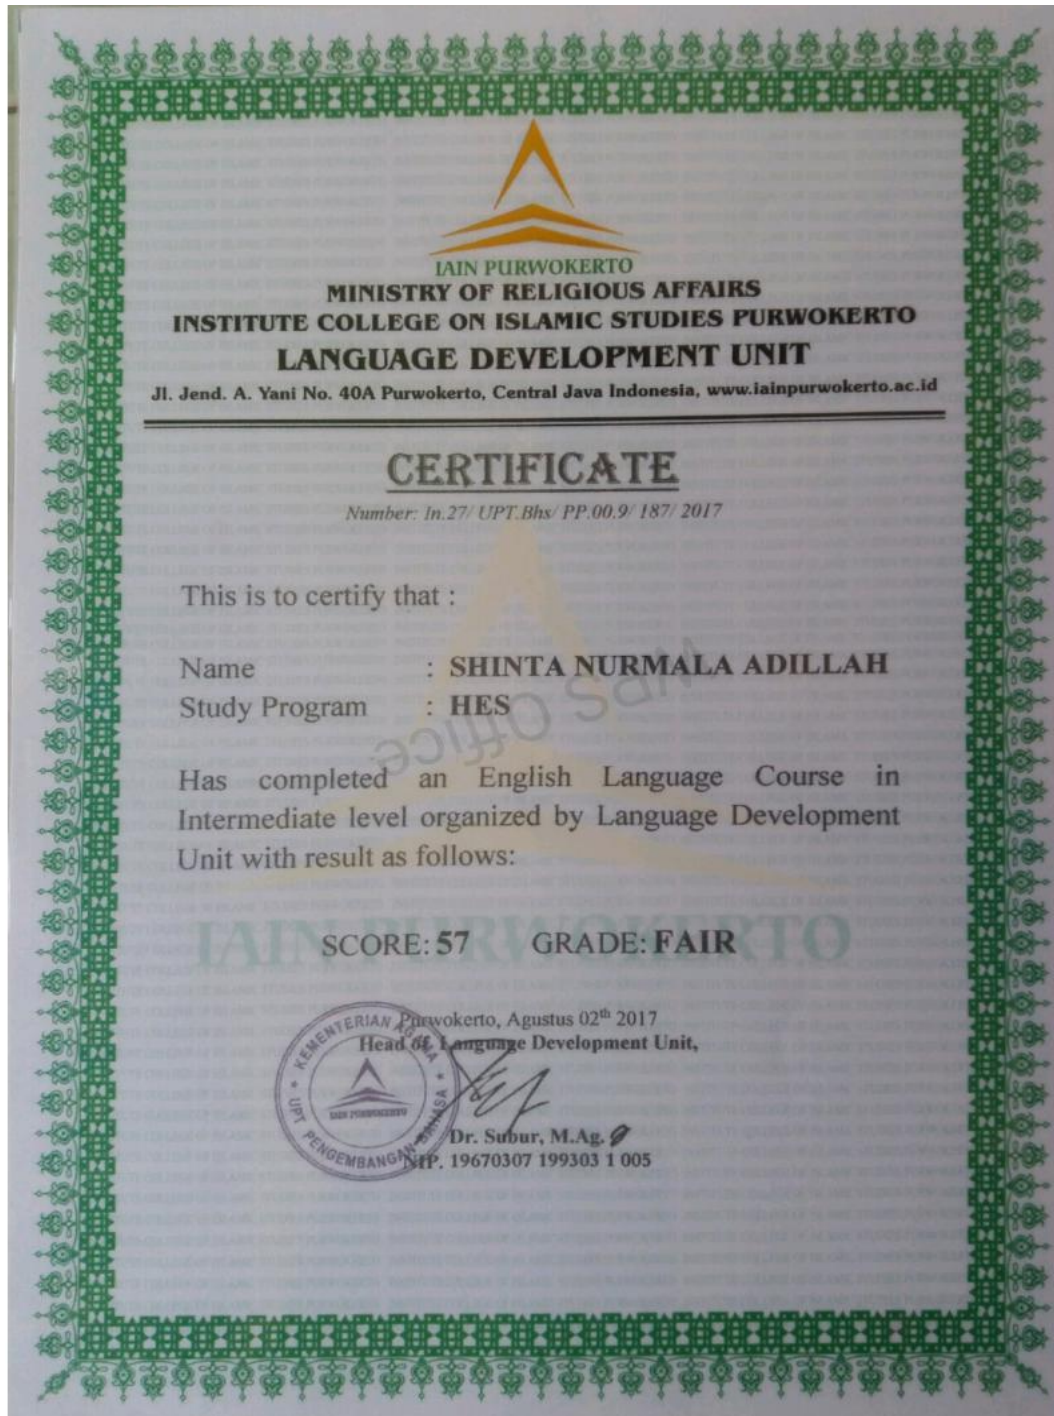 IAIN PURWOKERTO
MINISTRY OF RELIGIOUS AFFAIRS
INSTITUTE COLLEGE ON ISLAMIC STUDIES PURWOKERTO
LANGUAGE DEVELOPMENT UNIT
Jl. Jend. A. Yani No. 40A Purwokerto, Central Java Indonesia, www.iainpurwokerto.ac.id
CERTIFICATE
Number: In.27/ UPT.Bhs/ PP.00.9/ 187/ 2017
This is to certify that :
Name : SHINTA NURMALA ADILLAH
Study Program : HES
WPS Office
Has completed an English Language Course in
Intermediate level organized by Language Development
Unit with result as follows:
IAIN PURWOKERTO
SCORE: 57 GRADE: FAIR
Purwokerto, Agustus 02th 2017
Head of Language Development Unit,
KEMENTERIAN AGAMA
IAIN PURWOKERTO
UPT PENGEMBANGAN BAHASA
Dr. Subur, M.Ag.
NIP. 19670307 199303 1 005